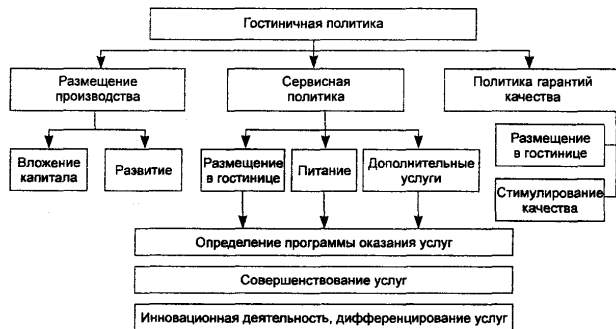 Гостиничная политика
Размещение
производства
Сервисная
политика
Политика гарантий
качества
Вложение
капитала
Развитие
Размещение
в гостинице
Питание
Дополнительные
услуги
Размещение
в гостинице
Стимулирование
качества
Определение программы оказания услуг
Совершенствование услуг
Инновационная деятельность, дифференцирование услуг